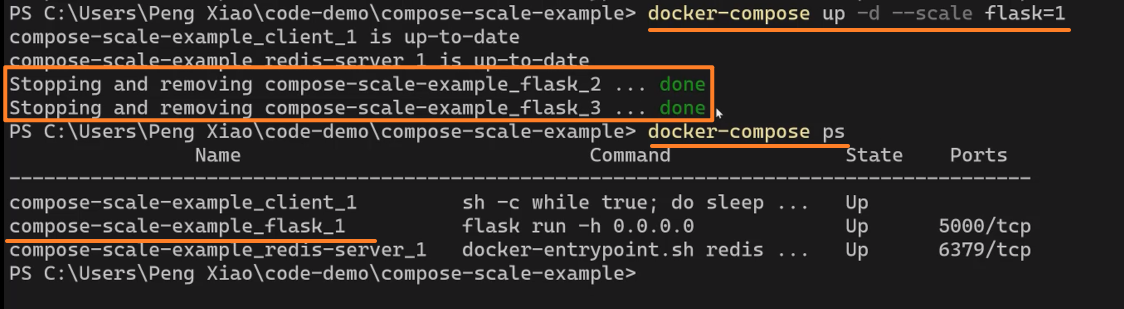 PS C:\Users\Peng Xiao\code-demo\compose-scale-example> docker-compose up -d --scale flask=1
compose-scale-example_client_1 is up-to-date
compose-scale-example_redis-server_1 is up-to-date
Stopping and removing compose-scale-example_flask_2 ... done
Stopping and removing compose-scale-example_flask_3 ... done
PS C:\Users\Peng Xiao\code-demo\compose-scale-example> docker-compose ps
Name Command State Ports
---------------------------------------------------------------------------------------
compose-scale-example_client_1 sh -c while true; do sleep ... Up
compose-scale-example_flask_1 flask run -h 0.0.0.0 Up 5000/tcp
compose-scale-example_redis-server_1 docker-entrypoint.sh redis ... Up 6379/tcp
PS C:\Users\Peng Xiao\code-demo\compose-scale-example>